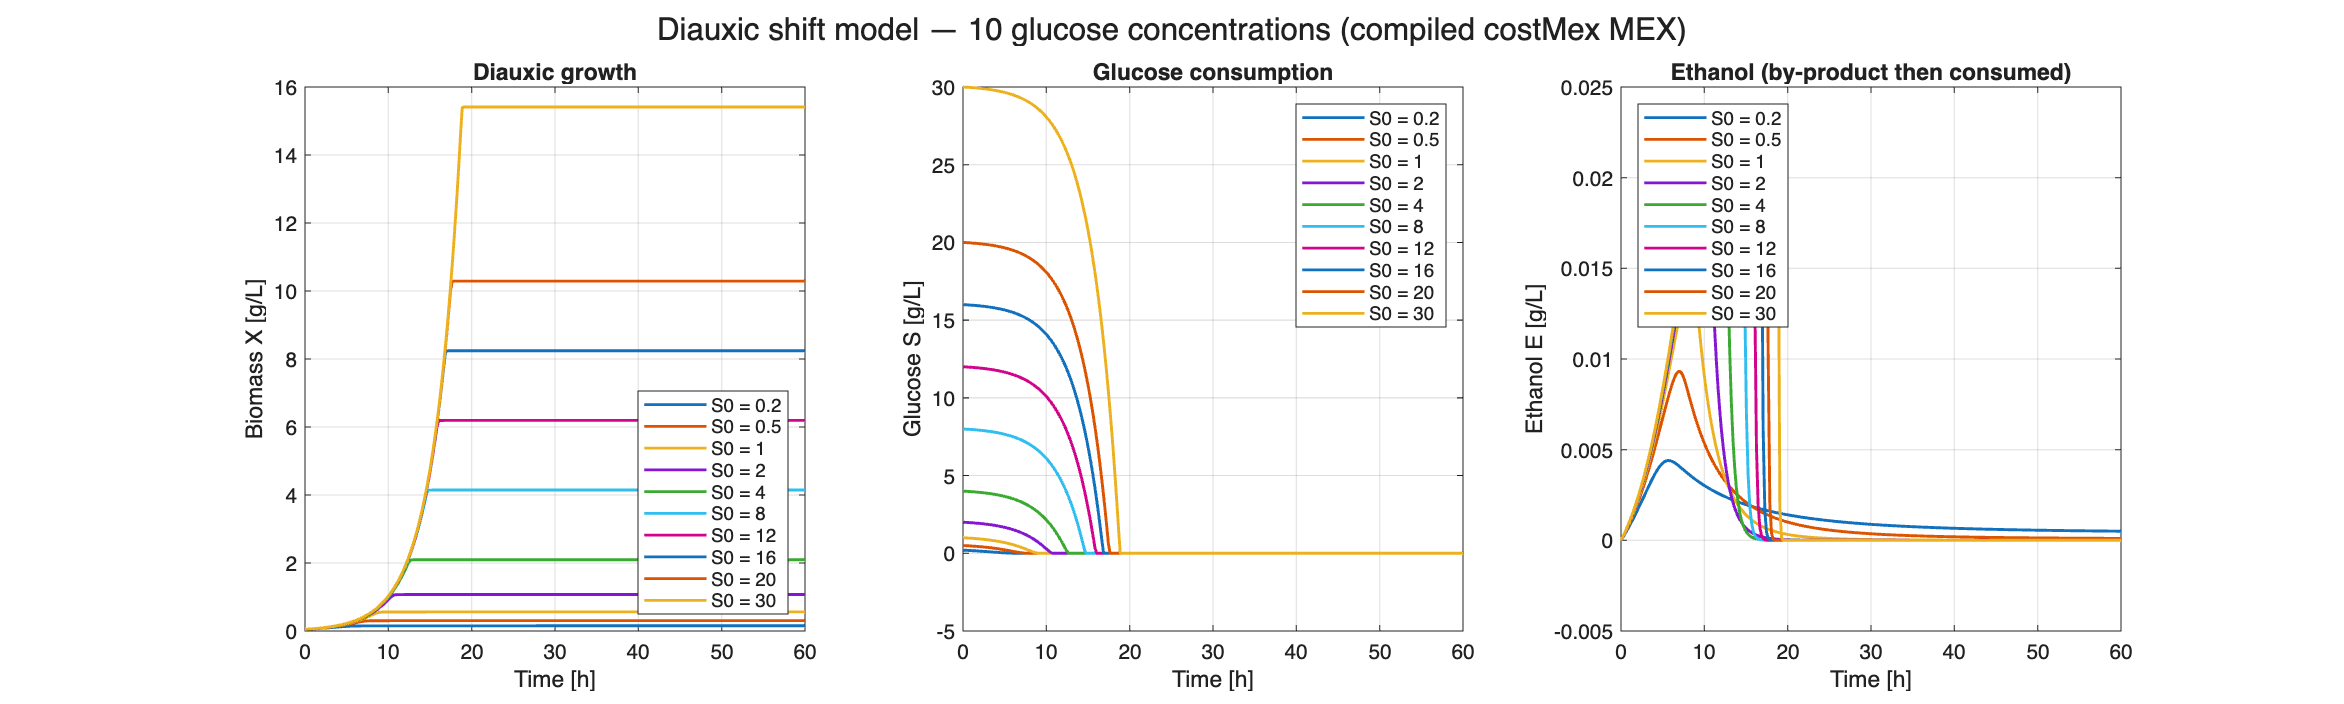 Diauxic shift model — 10 glucose concentrations (compiled costMex MEX)
Diauxic growth
16
14
12
10
8
6
4
2
0
Biomass X [g/L]
S0 = 0.2
S0 = 0.5
S0 = 1
S0 = 2
S0 = 4
S0 = 8
S0 = 12
S0 = 16
S0 = 20
S0 = 30
0 10 20 30 40 50 60
Time [h]
Glucose consumption
30
25
20
15
10
5
0
-5
Glucose S [g/L]
S0 = 0.2
S0 = 0.5
S0 = 1
S0 = 2
S0 = 4
S0 = 8
S0 = 12
S0 = 16
S0 = 20
S0 = 30
0 10 20 30 40 50 60
Time [h]
Ethanol (by-product then consumed)
0.025
0.02
0.015
0.01
0.005
0
-0.005
Ethanol E [g/L]
S0 = 0.2
S0 = 0.5
S0 = 1
S0 = 2
S0 = 4
S0 = 8
S0 = 12
S0 = 16
S0 = 20
S0 = 30
0 10 20 30 40 50 60
Time [h]